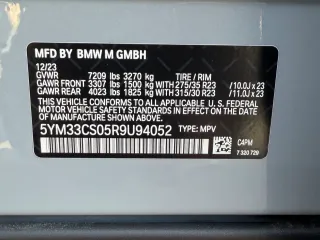 MFD BY BMW M GMBH
12/23
GVWR 7209 lbs 3270 kg TIRE / RIM
GAWR FRONT 3307 lbs 1500 kg 275/35 R23 /10.0J x 23
GAWR REAR 4023 lbs 1825 kg 315/30 R23 /11.0J x 23
THIS VEHICLE CONFORMS TO ALL APPLICABLE U.S. FEDERAL
MOTOR VEHICLE SAFETY STANDARDS IN EFFECT ON THE
DATE OF MANUFACTURE SHOWN ABOVE.
5YM33CS05R9U94052 TYPE: MPV
C4PM
7 320 729